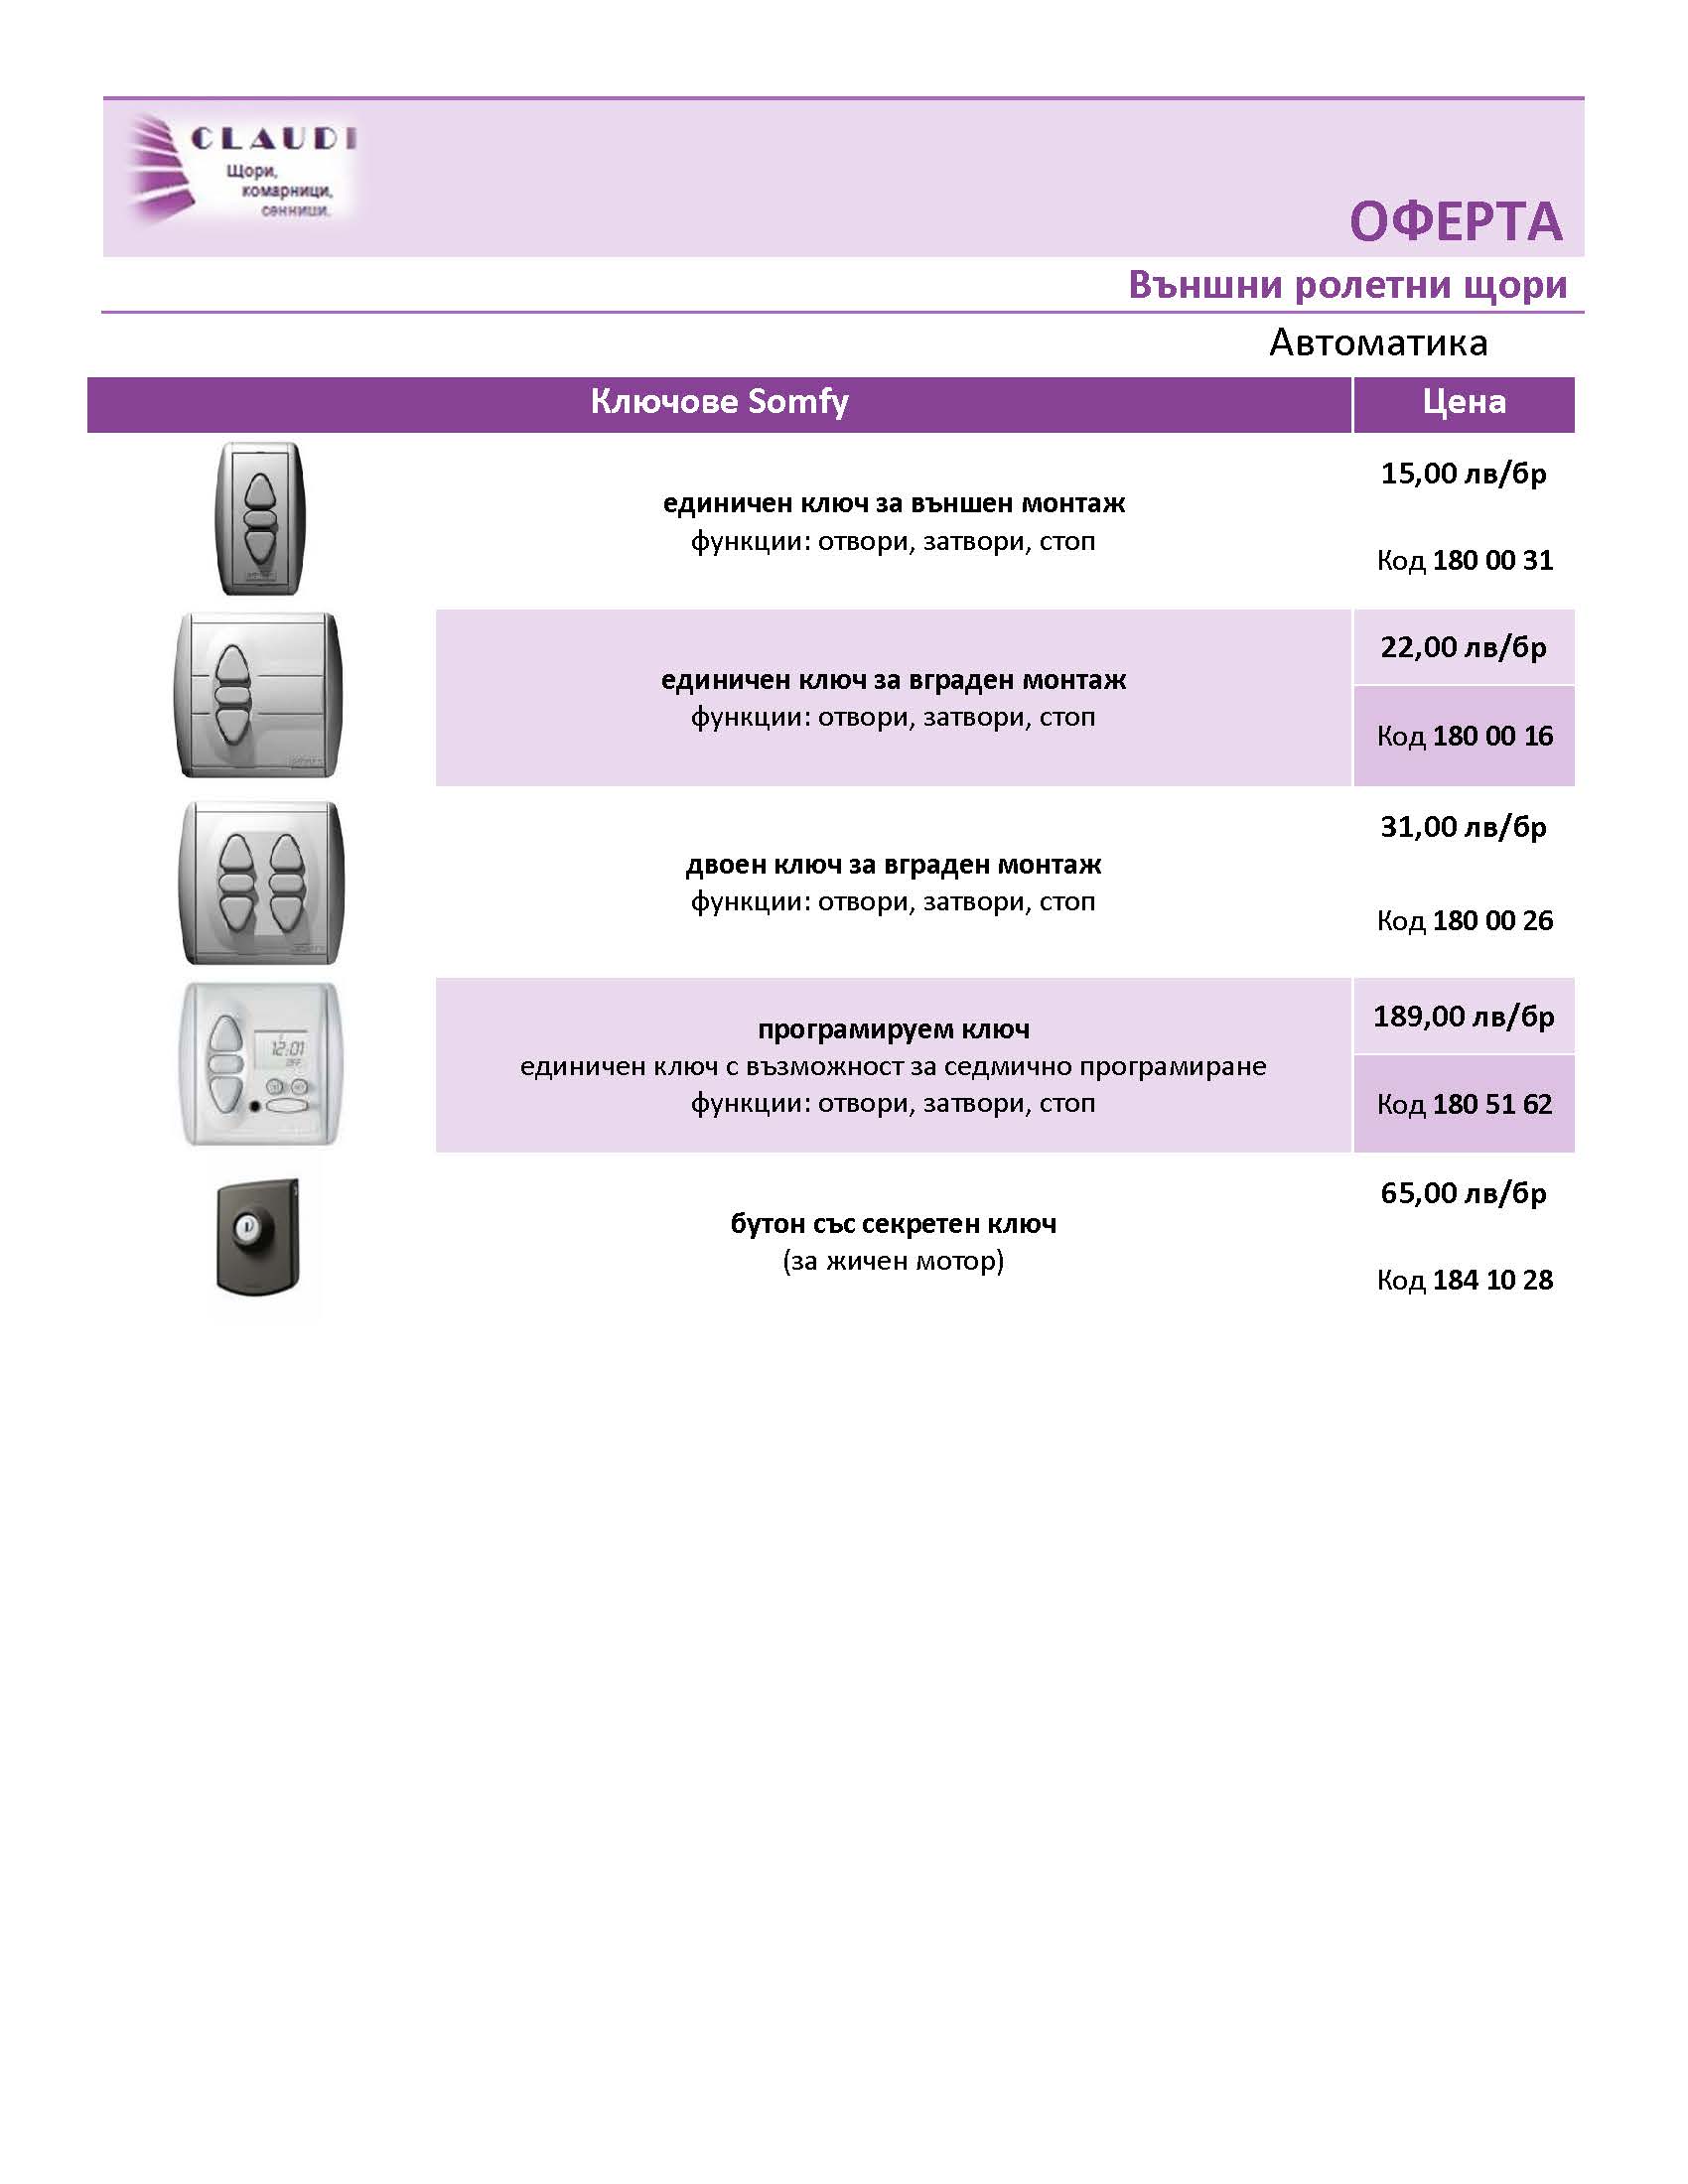 CLAUDI
Щори,
комарници,
сенници.
ОФЕРТА
Външни ролетни щори
Автоматика
Ключове Somfy
Цена
единичен ключ за външен монтаж
функции: отвори, затвори, стоп
15,00 лв/бр
Код 180 00 31
единичен ключ за вграден монтаж
функции: отвори, затвори, стоп
22,00 лв/бр
Код 180 00 16
двоен ключ за вграден монтаж
функции: отвори, затвори, стоп
31,00 лв/бр
Код 180 00 26
12:01
OFF
програмируем ключ
единичен ключ с възможност за седмично програмиране
функции: отвори, затвори, стоп
189,00 лв/бр
Код 180 51 62
бутон със секретен ключ
(за жичен мотор)
65,00 лв/бр
Код 184 10 28